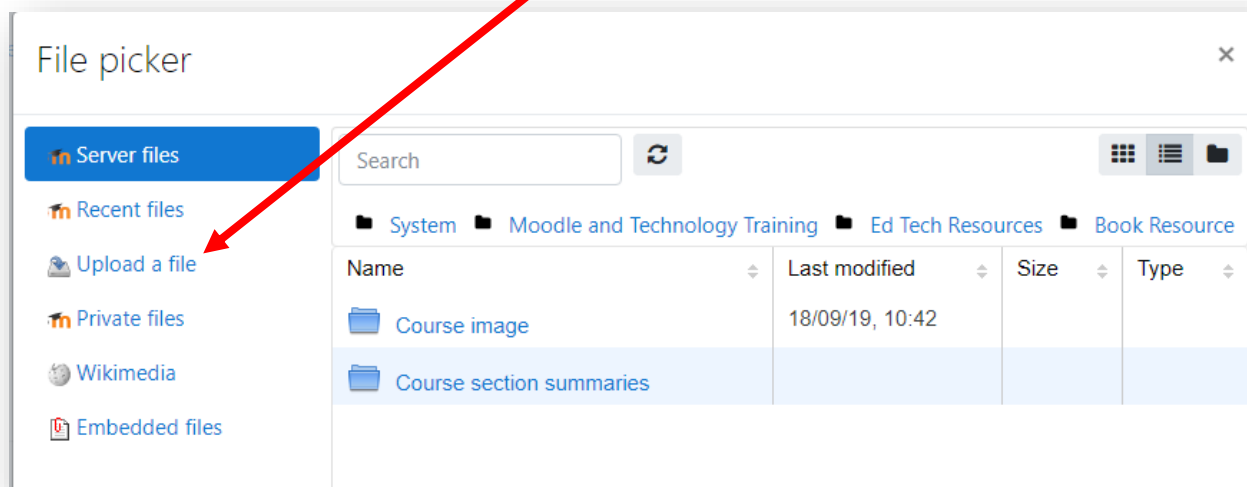 File picker
×
Server files
Search
Recent files
System Moodle and Technology Training Ed Tech Resources Book Resource
Upload a file
Name Last modified Size Type
Private files
Course image 18/09/19, 10:42
Wikimedia
Course section summaries
Embedded files